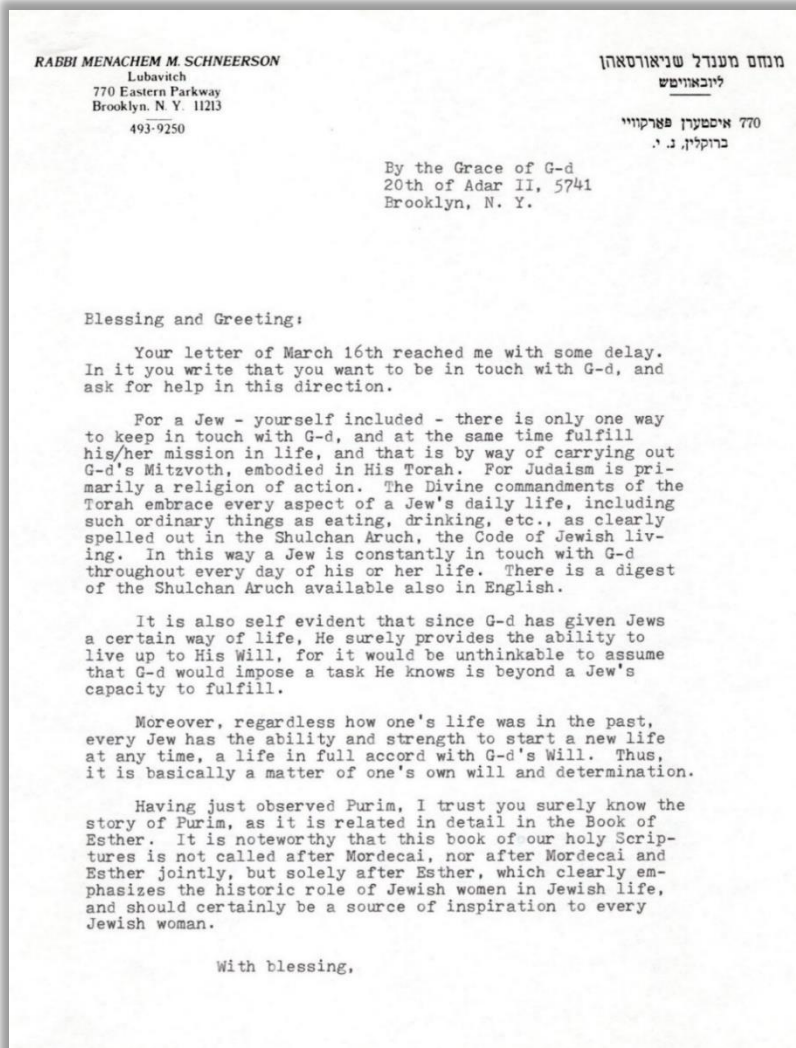 RABBI MENACHEM M. SCHNEERSON
Lubavitch
770 Eastern Parkway
Brooklyn. N. Y. 11213
493-9250
מנחם מענדל שניאורסאהן
ליובאוויטש
770 איסטערן פארקוויי
ברוקלין, נ. י.
By the Grace of G-d
20th of Adar II, 5741
Brooklyn, N. Y.
Blessing and Greeting:
Your letter of March 16th reached me with some delay.
In it you write that you want to be in touch with G-d, and
ask for help in this direction.
For a Jew - yourself included - there is only one way
to keep in touch with G-d, and at the same time fulfill
his/her mission in life, and that is by way of carrying out
G-d's Mitzvoth, embodied in His Torah. For Judaism is pri-
marily a religion of action. The Divine commandments of the
Torah embrace every aspect of a Jew's daily life, including
such ordinary things as eating, drinking, etc., as clearly
spelled out in the Shulchan Aruch, the Code of Jewish liv-
ing. In this way a Jew is constantly in touch with G-d
throughout every day of his or her life. There is a digest
of the Shulchan Aruch available also in English.
It is also self evident that since G-d has given Jews
a certain way of life, He surely provides the ability to
live up to His Will, for it would be unthinkable to assume
that G-d would impose a task He knows is beyond a Jew's
capacity to fulfill.
Moreover, regardless how one's life was in the past,
every Jew has the ability and strength to start a new life
at any time, a life in full accord with G-d's Will. Thus,
it is basically a matter of one's own will and determination.
Having just observed Purim, I trust you surely know the
story of Purim, as it is related in detail in the Book of
Esther. It is noteworthy that this book of our holy Scrip-
tures is not called after Mordecai, nor after Mordecai and
Esther jointly, but solely after Esther, which clearly em-
phasizes the historic role of Jewish women in Jewish life,
and should certainly be a source of inspiration to every
Jewish woman.
With blessing,